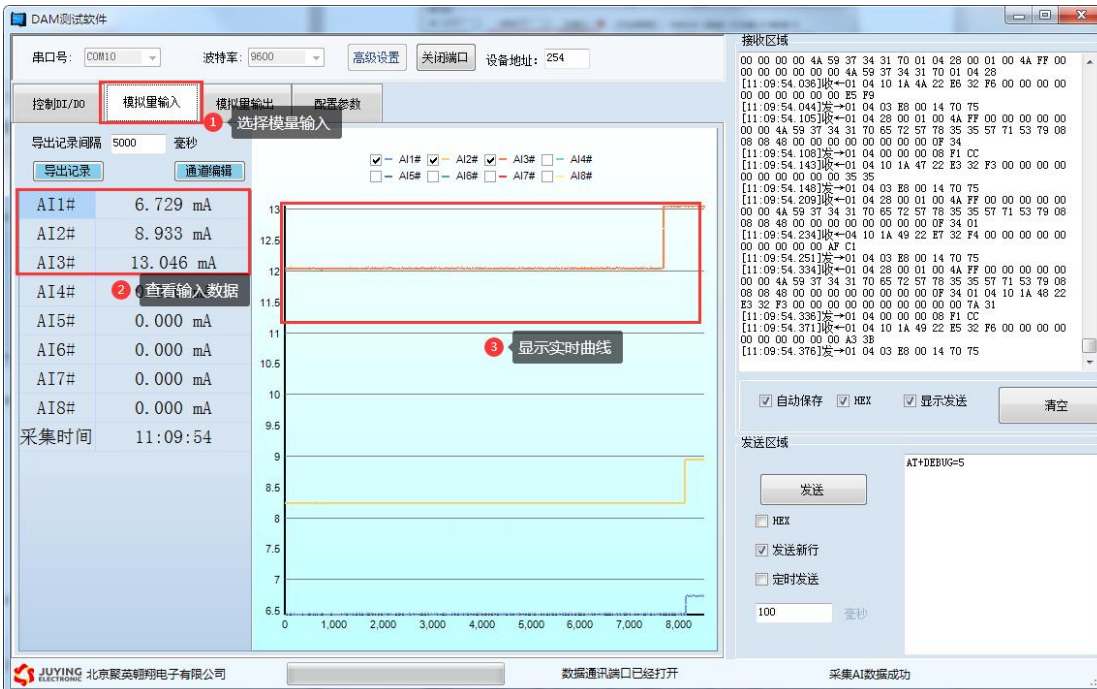 DAM测试软件
串口号: COM10 波特率: 9600 高级设置 关闭端口 设备地址: 254
控制DI/DO 模拟量输入 模拟量输出 配置参数
1 选择模量输入
导出记录间隔 5000 毫秒
导出记录 通道编辑
AI1# 6.729 mA
AI2# 8.933 mA
AI3# 13.046 mA
AI4#
2 查看输入数据
AI5# 0.000 mA
AI6# 0.000 mA
AI7# 0.000 mA
AI8# 0.000 mA
采集时间 11:09:54
AI1# AI2# AI3# AI4#
AI5# AI6# AI7# AI8#
13
12.5
12
11.5
11
10.5
10
9.5
9
8.5
8
7.5
7
6.5
0 1,000 2,000 3,000 4,000 5,000 6,000 7,000 8,000
3 显示实时曲线
接收区域
00 00 00 00 4A 59 37 34 31 70 01 04 28 00 01 00 4A FF 00
00 00 00 00 00 00 4A 59 37 34 31 70 01 04 28
[11:09:54.036]收←01 04 10 1A 4A 22 E6 32 F6 00 00 00 00
00 00 00 00 00 00 E5 F9
[11:09:54.044]发→01 04 03 E8 00 14 70 75
[11:09:54.105]收←01 04 28 00 01 00 4A FF 00 00 00 00 00
00 00 4A 59 37 34 31 70 65 72 57 78 35 35 57 71 53 79 08
08 08 48 00 00 00 00 00 00 00 00 0F 34
[11:09:54.108]发→01 04 00 00 00 08 F1 CC
[11:09:54.143]收←01 04 10 1A 47 22 E3 32 F3 00 00 00 00
00 00 00 00 00 00 35 35
[11:09:54.148]发→01 04 03 E8 00 14 70 75
[11:09:54.209]收←01 04 28 00 01 00 4A FF 00 00 00 00 00
00 00 4A 59 37 34 31 70 65 72 57 78 35 35 57 71 53 79 08
08 08 48 00 00 00 00 00 00 00 00 0F 34 01
[11:09:54.234]收←04 10 1A 49 22 E7 32 F4 00 00 00 00 00
00 00 00 00 00 AF C1
[11:09:54.251]发→01 04 03 E8 00 14 70 75
[11:09:54.334]收←01 04 28 00 01 00 4A FF 00 00 00 00 00
00 00 4A 59 37 34 31 70 65 72 57 78 35 35 57 71 53 79 08
08 08 48 00 00 00 00 00 00 00 00 0F 34 01 04 10 1A 48 22
E3 32 F3 00 00 00 00 00 00 00 00 00 00 7A 31
[11:09:54.336]发→01 04 00 00 00 08 F1 CC
[11:09:54.371]收←01 04 10 1A 49 22 E5 32 F6 00 00 00 00
00 00 00 00 00 00 A3 3B
[11:09:54.376]发→01 04 03 E8 00 14 70 75
自动保存 HEX 显示发送 清空
发送区域
发送
HEX
发送新行
定时发送
100 毫秒
AT+DEBUG=5
JUYING ELECTRONIC 北京聚英翱翔电子有限公司 数据通讯端口已经打开 采集AI数据成功